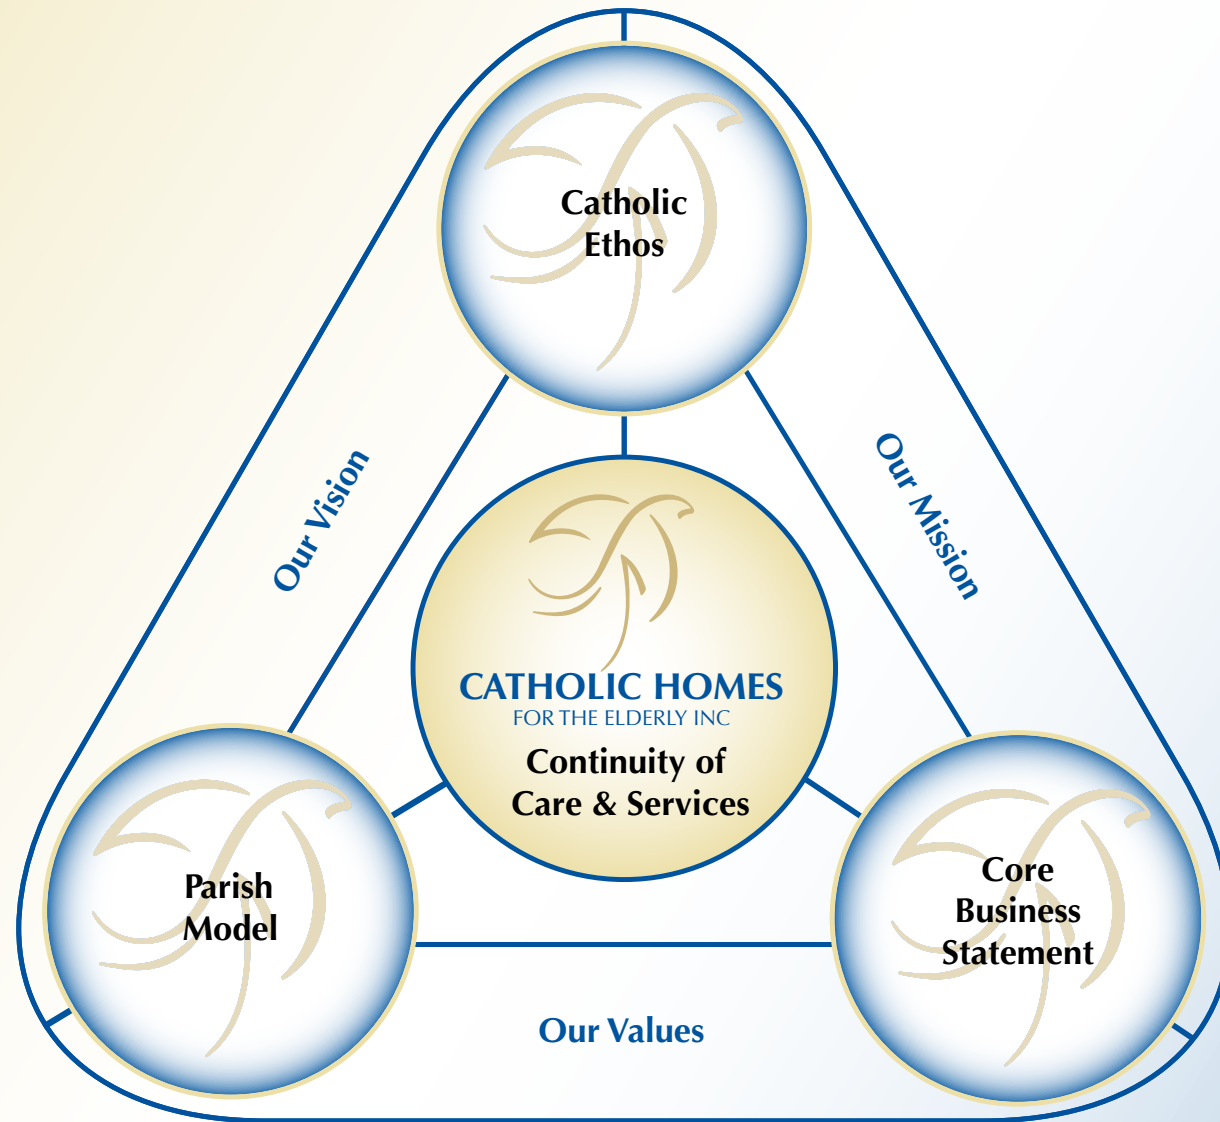 Catholic
Ethos
Our Vision
Our Mission
CATHOLIC HOMES
FOR THE ELDERLY INC
Continuity of
Care & Services
Parish
Model
Core
Business
Statement
Our Values